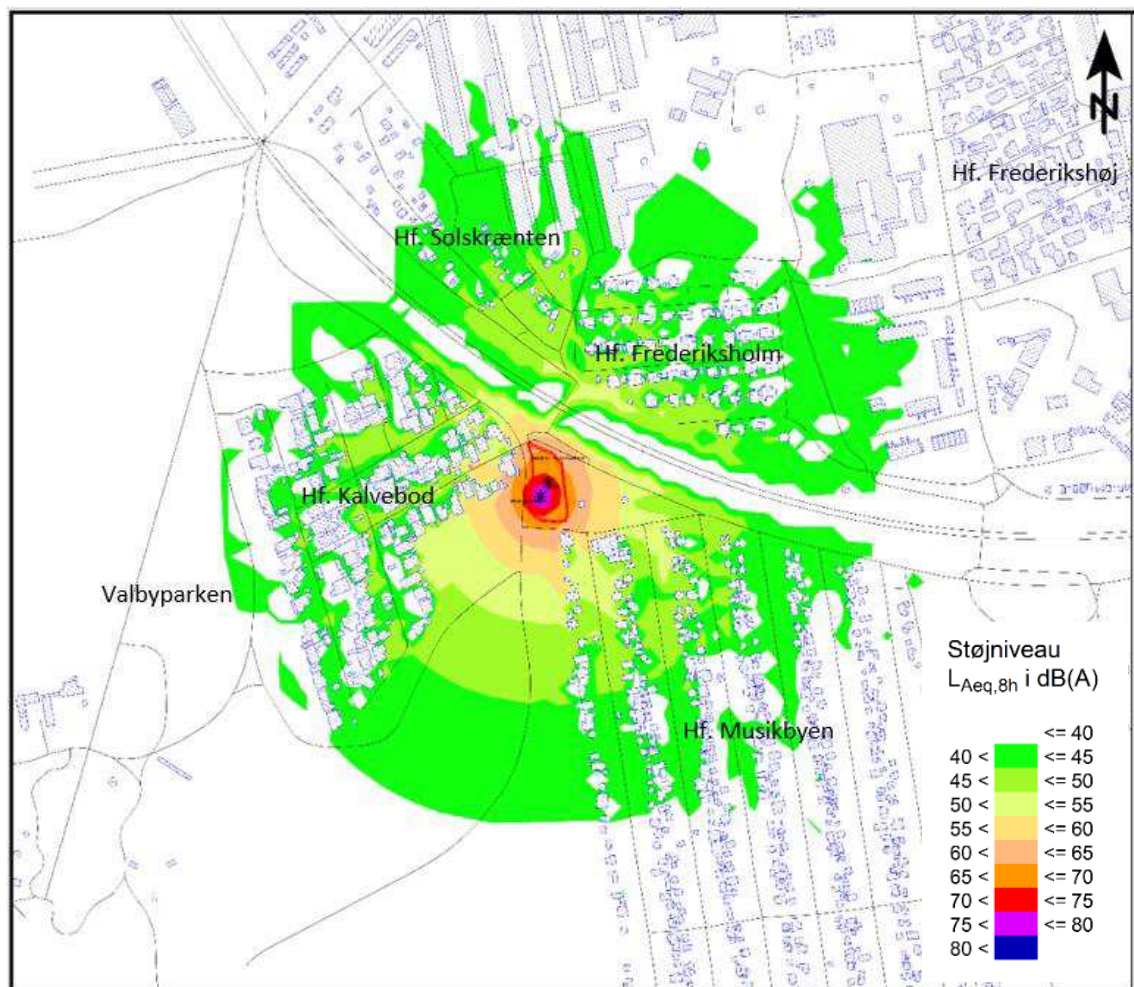 N
Hf. Frederikshøj
Hf. Solskrænten
Hf. Frederiksholm
Hf. Kalvebod
Valbyparken
Hf. Musikbyen
Støjniveau
LAeq,8h i dB(A)
<= 40
40 < <= 45
45 < <= 50
50 < <= 55
55 < <= 60
60 < <= 65
65 < <= 70
70 < <= 75
75 < <= 80
80 <